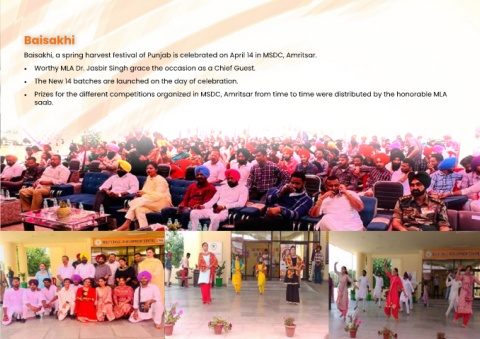 Baisakhi
Baisakhi, a spring harvest festival of Punjab is celebrated on April 14 in MSDC, Amritsar.
• Worthy MLA Dr. Jasbir Singh grace the occasion as a Chief Guest.
• The New 14 batches are launched on the day of celebration.
• Prizes for the different competitions organized in MSDC, Amritsar from time to time were distributed by the honorable MLA
saab.